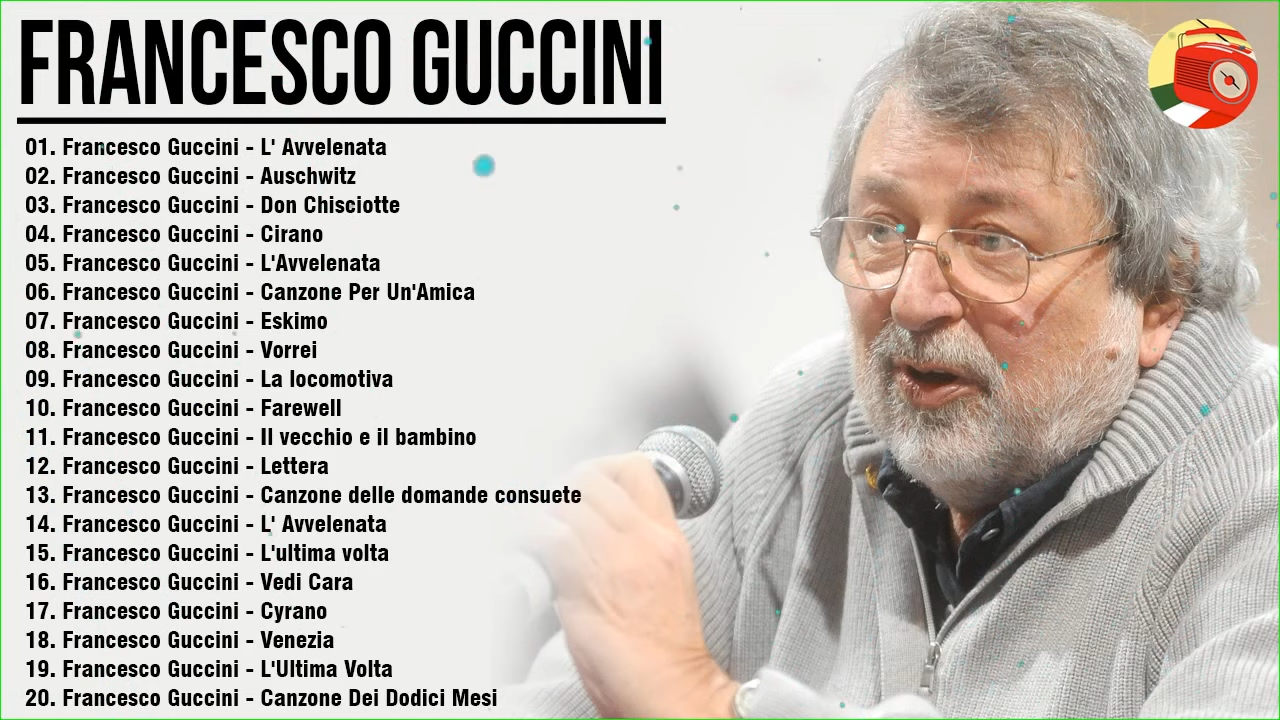 FRANCESCO GUCCINI
01. Francesco Guccini - L' Avvelenata
02. Francesco Guccini - Auschwitz
03. Francesco Guccini - Don Chisciotte
04. Francesco Guccini - Cirano
05. Francesco Guccini - L'Avvelenata
06. Francesco Guccini - Canzone Per Un'Amica
07. Francesco Guccini - Eskimo
08. Francesco Guccini - Vorrei
09. Francesco Guccini - La locomotiva
10. Francesco Guccini - Farewell
11. Francesco Guccini - Il vecchio e il bambino
12. Francesco Guccini - Lettera
13. Francesco Guccini - Canzone delle domande consuete
14. Francesco Guccini - L' Avvelenata
15. Francesco Guccini - L'ultima volta
16. Francesco Guccini - Vedi Cara
17. Francesco Guccini - Cyrano
18. Francesco Guccini - Venezia
19. Francesco Guccini - L'Ultima Volta
20. Francesco Guccini - Canzone Dei Dodici Mesi